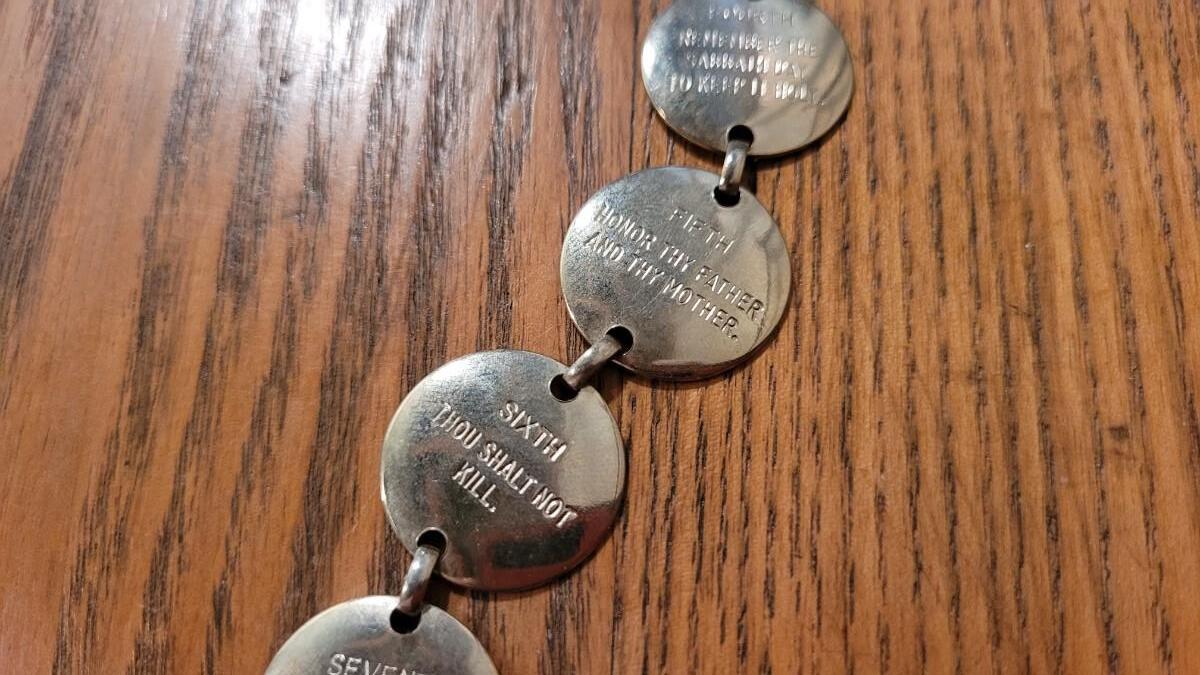 FOURTH
REMEMBER THE
SABBATH DAY
TO KEEP IT HOLY.
FIFTH
HONOR THY FATHER
AND THY MOTHER.
SIXTH
THOU SHALT NOT
KILL.
SEVENT